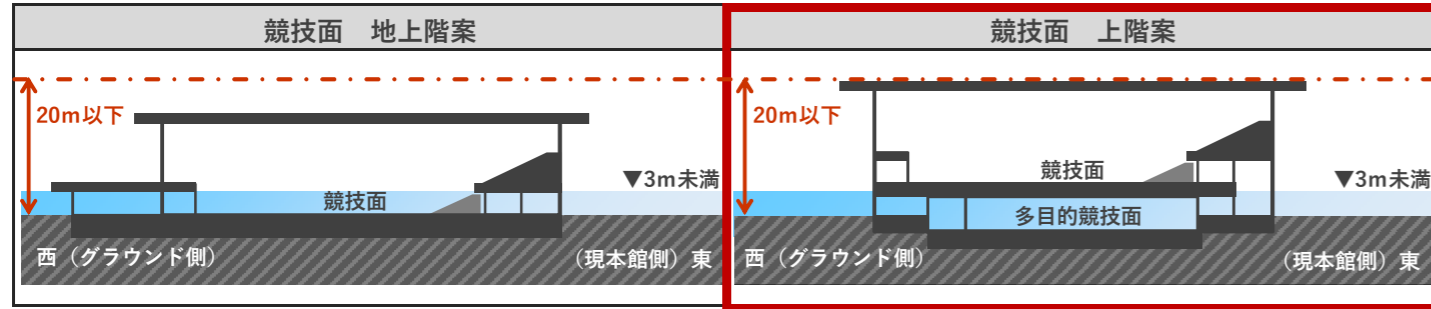 競技面　地上階案
20m以下
▼3m未満
競技面
西（グラウンド側）
（現本館側）東
競技面　上階案
20m以下
競技面
▼3m未満
多目的競技面
西（グラウンド側）
（現本館側）東